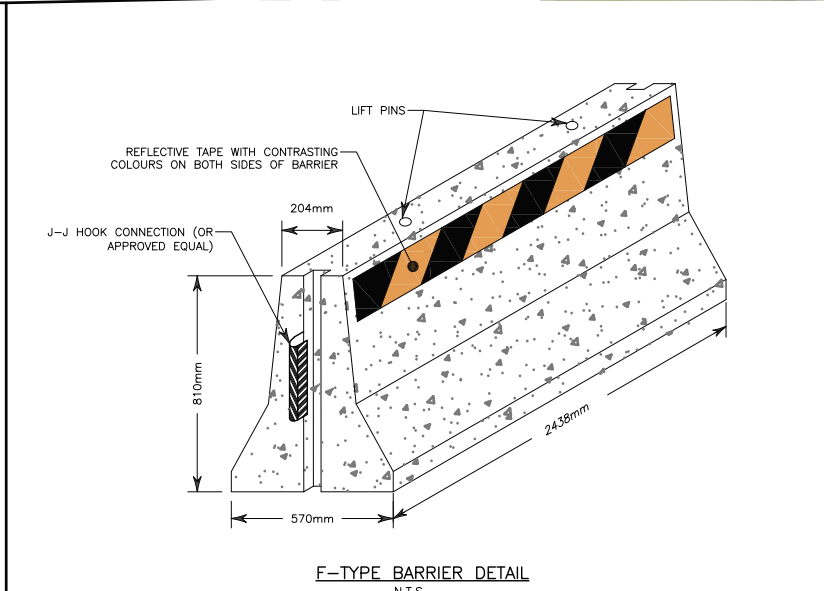 LIFT PINS
REFLECTIVE TAPE WITH CONTRASTING
COLOURS ON BOTH SIDES OF BARRIER
204mm
J-J HOOK CONNECTION (OR
APPROVED EQUAL)
810mm
2438mm
570mm
F-TYPE BARRIER DETAIL
N.T.S.